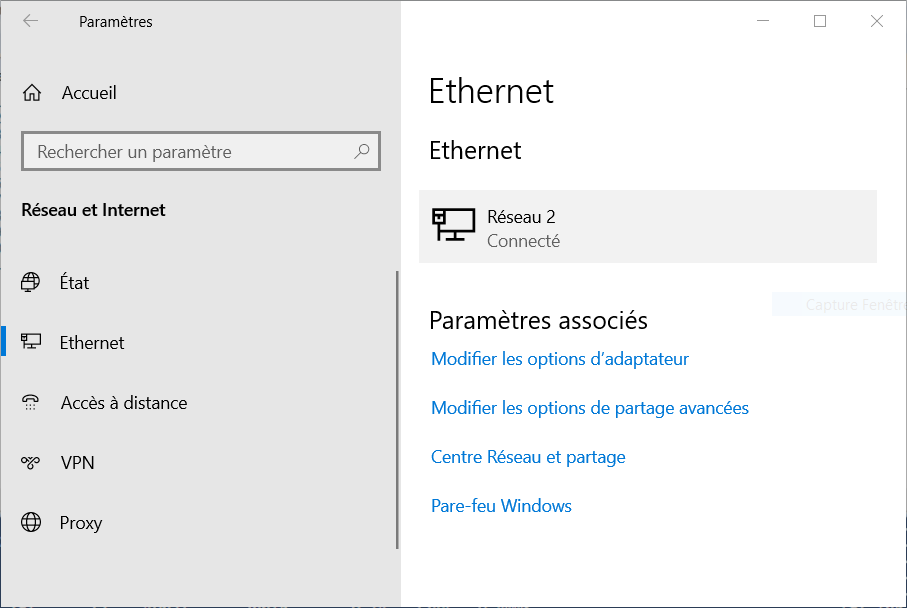 Paramètres
Accueil
Rechercher un paramètre
Réseau et Internet
État
Ethernet
Accès à distance
VPN
Proxy
Ethernet
Ethernet
Réseau 2
Connecté
Capture Fenêtre
Paramètres associés
Modifier les options d’adaptateur
Modifier les options de partage avancées
Centre Réseau et partage
Pare-feu Windows